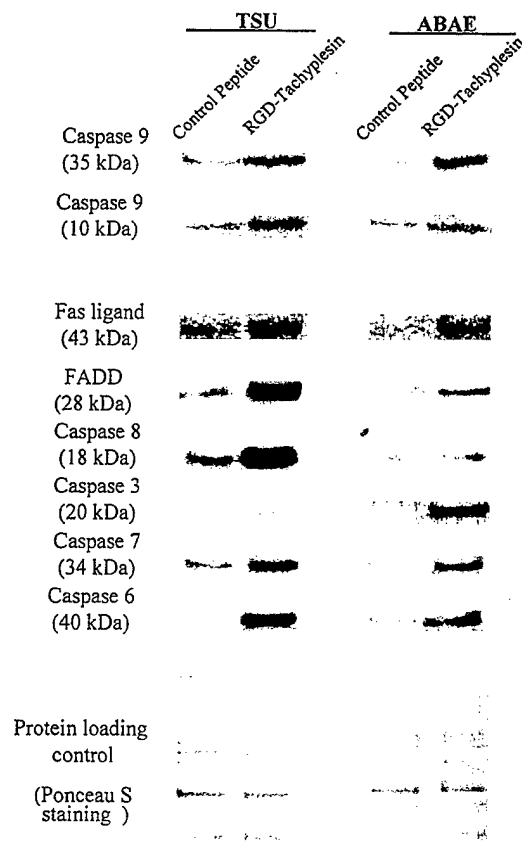 TSU ABAE
Control Peptide RGD-Tachyplesin Control Peptide RGD-Tachyplesin
Caspase 9
(35 kDa)
Caspase 9
(10 kDa)
Fas ligand
(43 kDa)
FADD
(28 kDa)
Caspase 8
(18 kDa)
Caspase 3
(20 kDa)
Caspase 7
(34 kDa)
Caspase 6
(40 kDa)
Protein loading
control
(Ponceau S
staining )